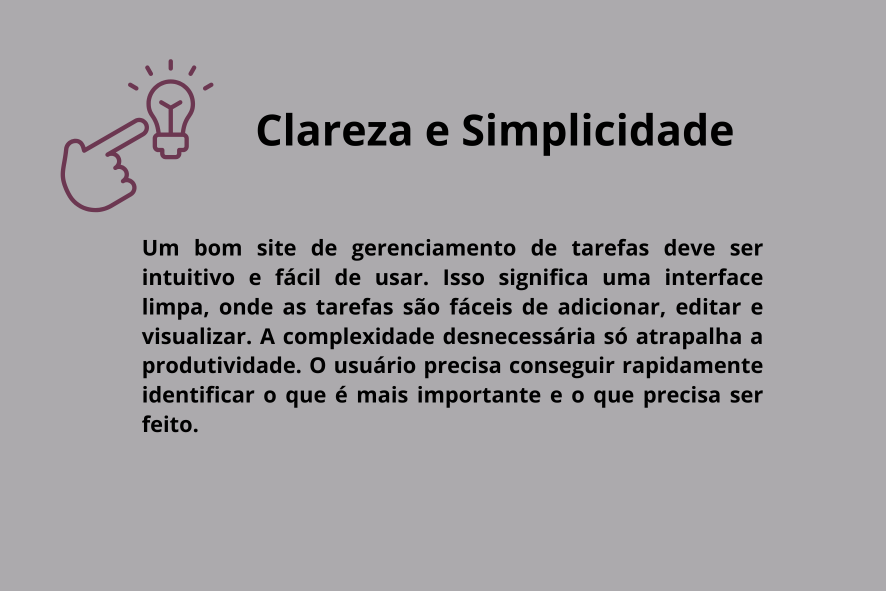 Clareza e Simplicidade
Um bom site de gerenciamento de tarefas deve ser
intuitivo e fácil de usar. Isso significa uma interface
limpa, onde as tarefas são fáceis de adicionar, editar e
visualizar. A complexidade desnecessária só atrapalha a
produtividade. O usuário precisa conseguir rapidamente
identificar o que é mais importante e o que precisa ser
feito.